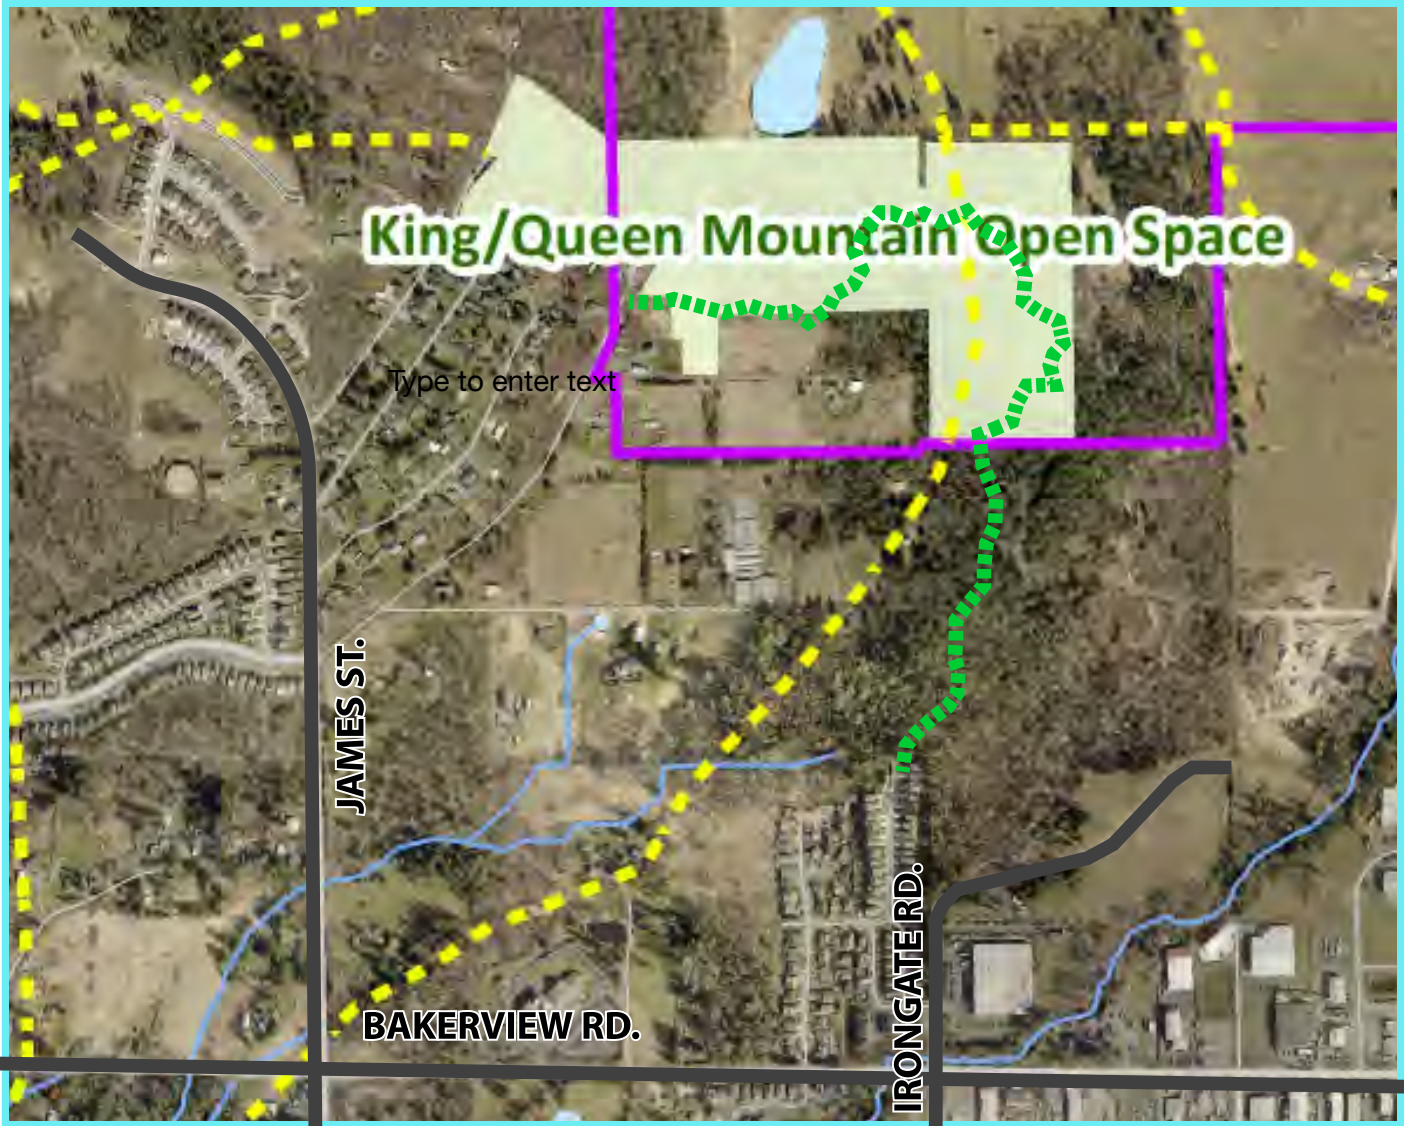 King/Queen Mountain Open Space
Type to enter text
JAMES ST.
IRONGATE RD.
BAKERVIEW RD.